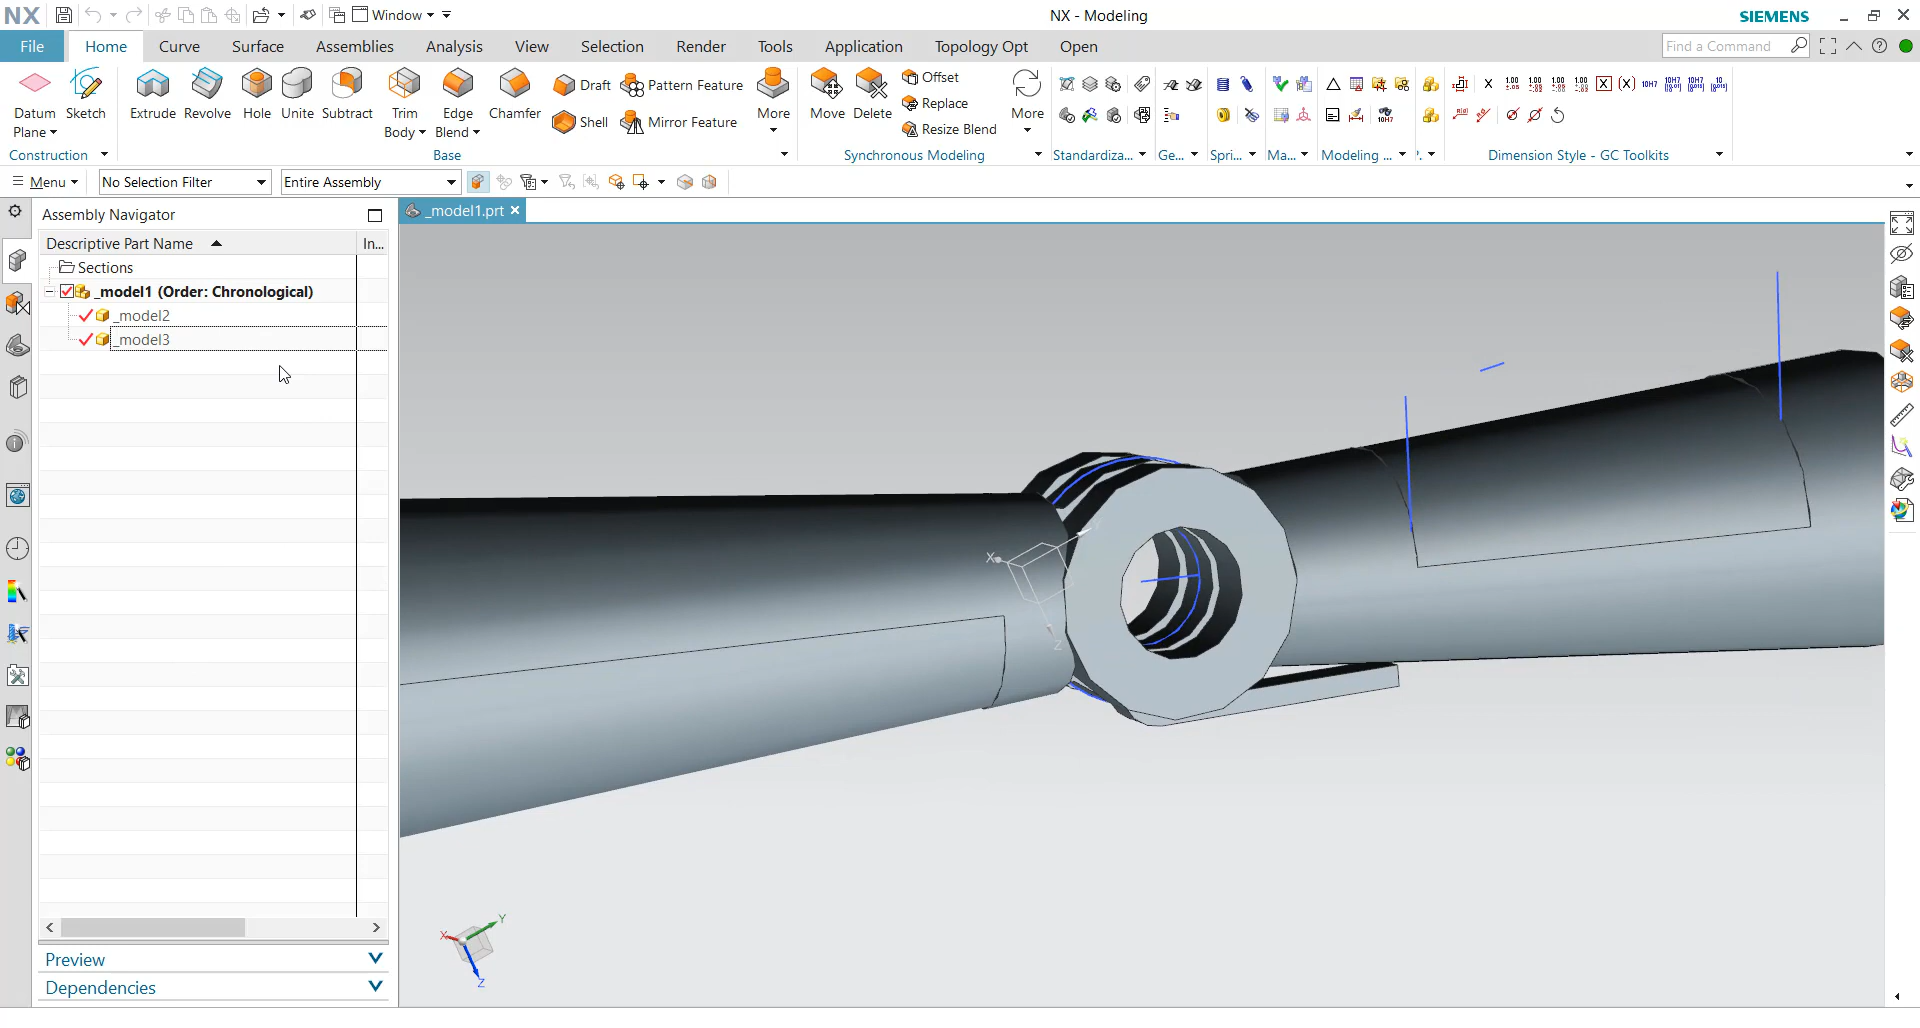 NX
Window
NX - Modeling
SIEMENS
File
Home
Curve
Surface
Assemblies
Analysis
View
Selection
Render
Tools
Application
Topology Opt
Open
Find a Command
Datum Plane
Sketch
Extrude
Revolve
Hole
Unite
Subtract
Trim Body
Edge Blend
Chamfer
Draft
Shell
Pattern Feature
Mirror Feature
More
Move
Delete
Offset
Replace
Resize Blend
More
Construction
Base
Synchronous Modeling
Standardiza...
Ge...
Spri...
Ma...
Modeling ...
Dimension Style - GC Toolkits
Menu
No Selection Filter
Entire Assembly
Assembly Navigator
_model1.prt
Descriptive Part Name
In...
Sections
_model1 (Order: Chronological)
_model2
_model3
X
Z
X
Y
Z
Preview
Dependencies